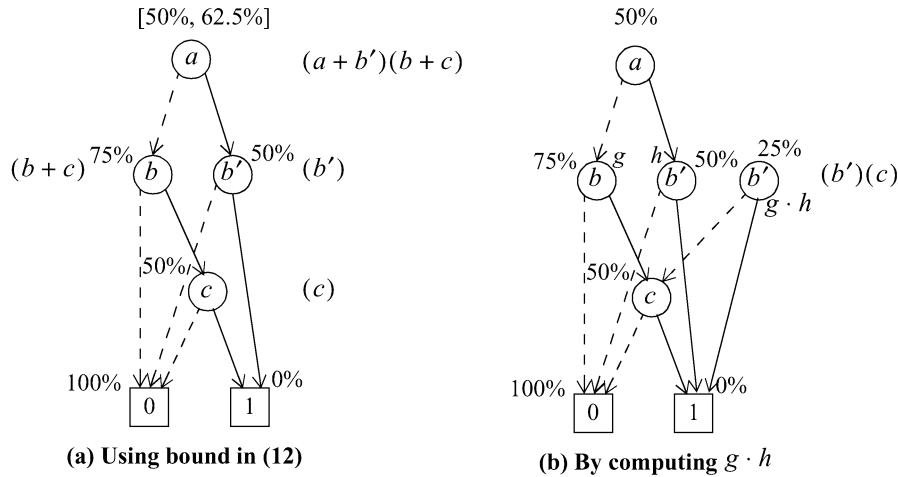 [50%, 62.5%]
a
(a + b′)(b + c)
(b + c)
75%
b
b′
50%
(b′)
50%
c
(c)
100%
0
1
0%
(a) Using bound in (12)
50%
a
75%
b
g
h
b′
50%
25%
b′
g · h
(b′)(c)
50%
c
100%
0
1
0%
(b) By computing g · h